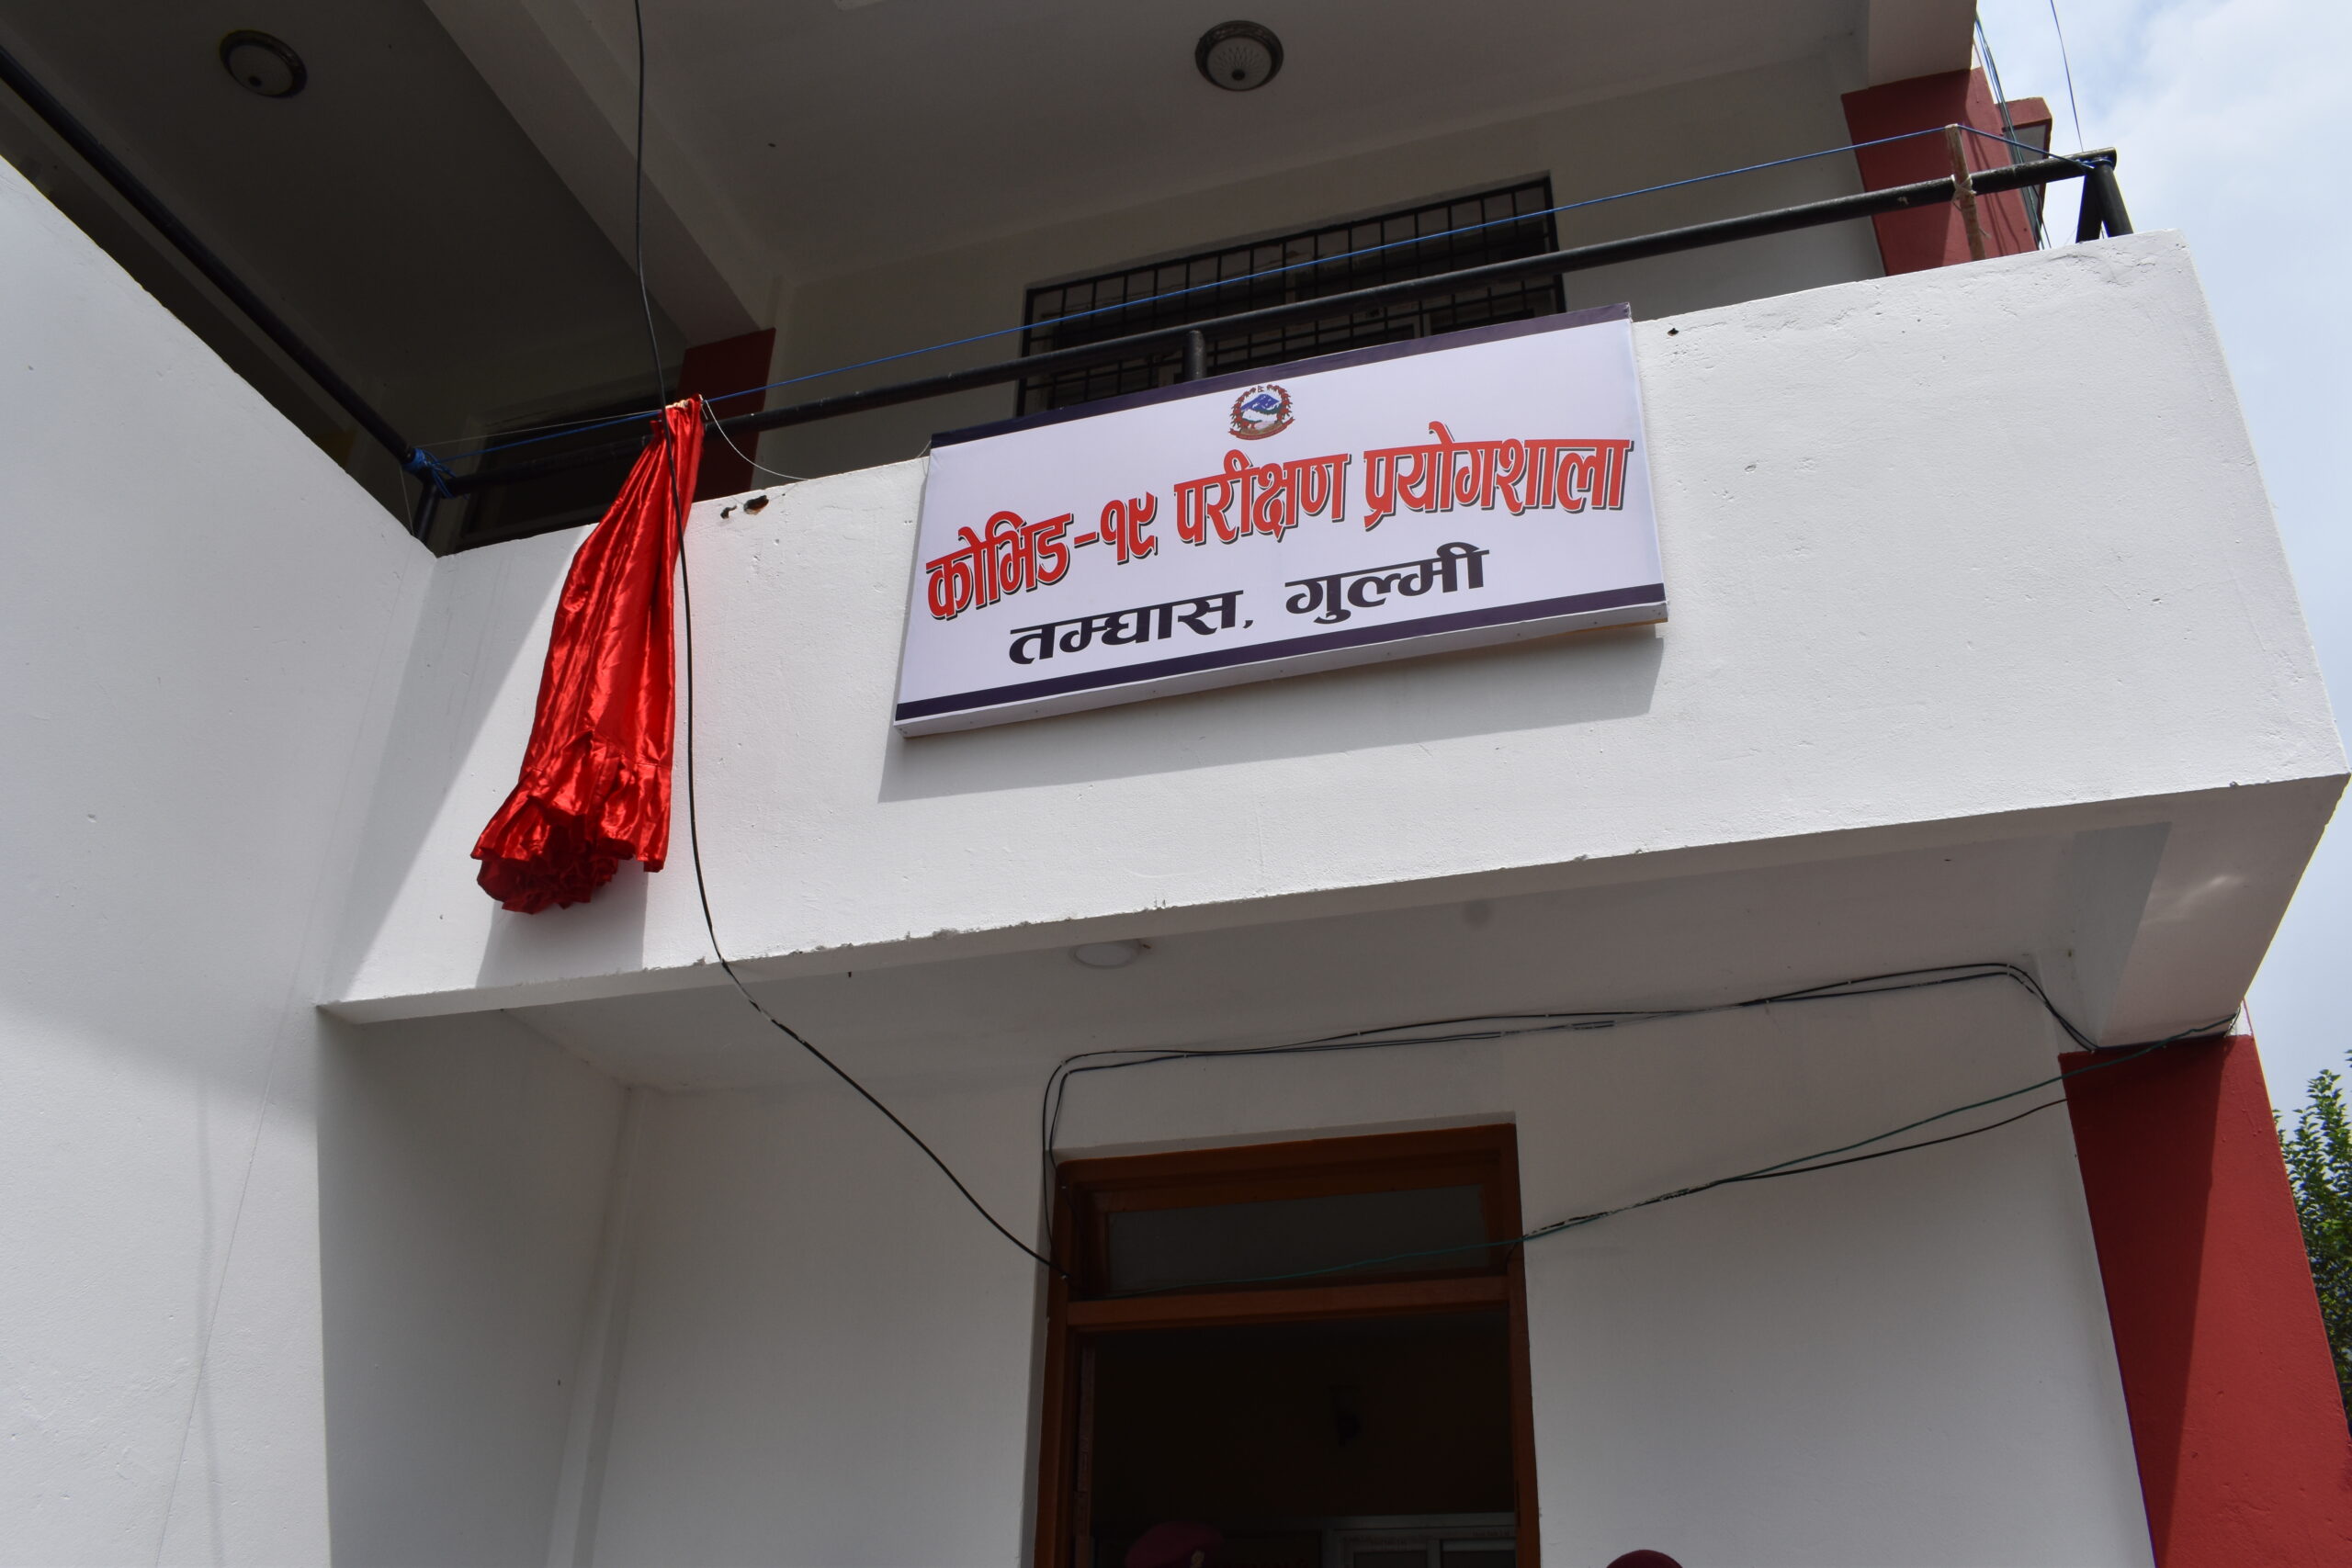 कोभिड-१९ परीक्षण प्रयोगशाला
तम्घास, गुल्मी